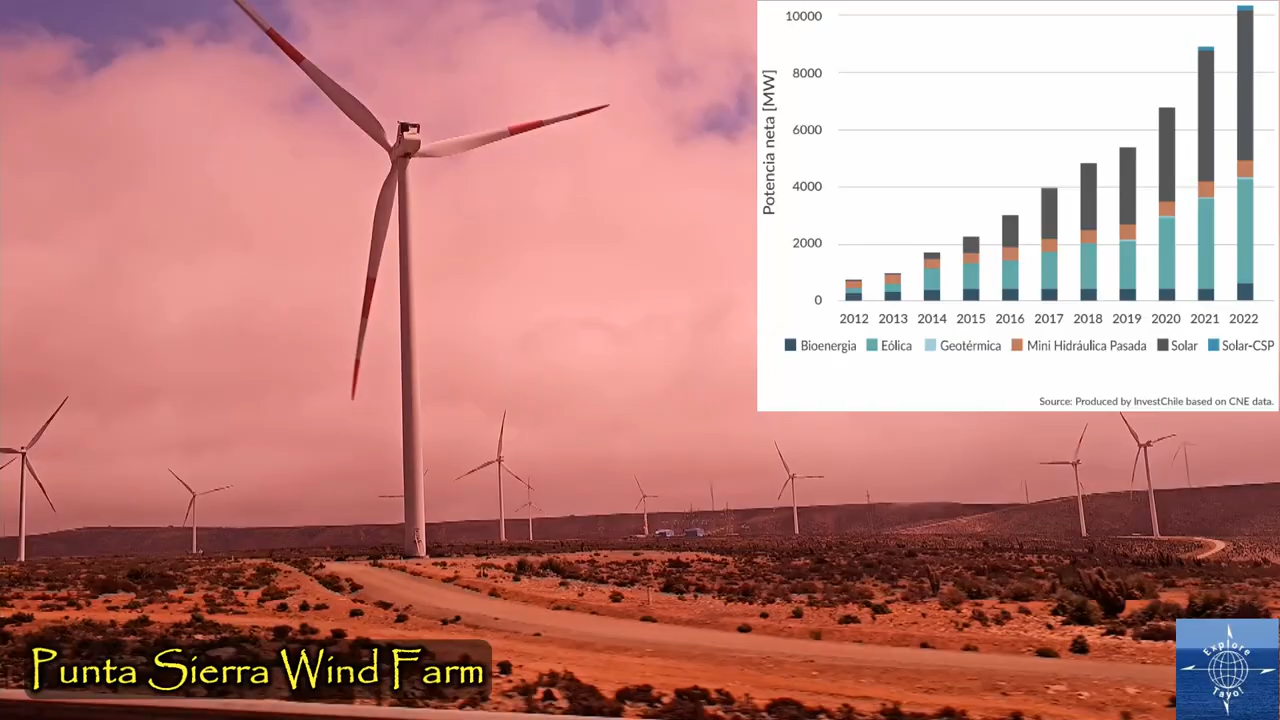 10000
8000
6000
4000
2000
0
Potencia neta [MW]
2012 2013 2014 2015 2016 2017 2018 2019 2020 2021 2022
Bioenergia Eólica Geotérmica Mini Hidráulica Pasada Solar Solar-CSP
Source: Produced by InvestChile based on CNE data.
Punta Sierra Wind Farm
Explore
Tayo!